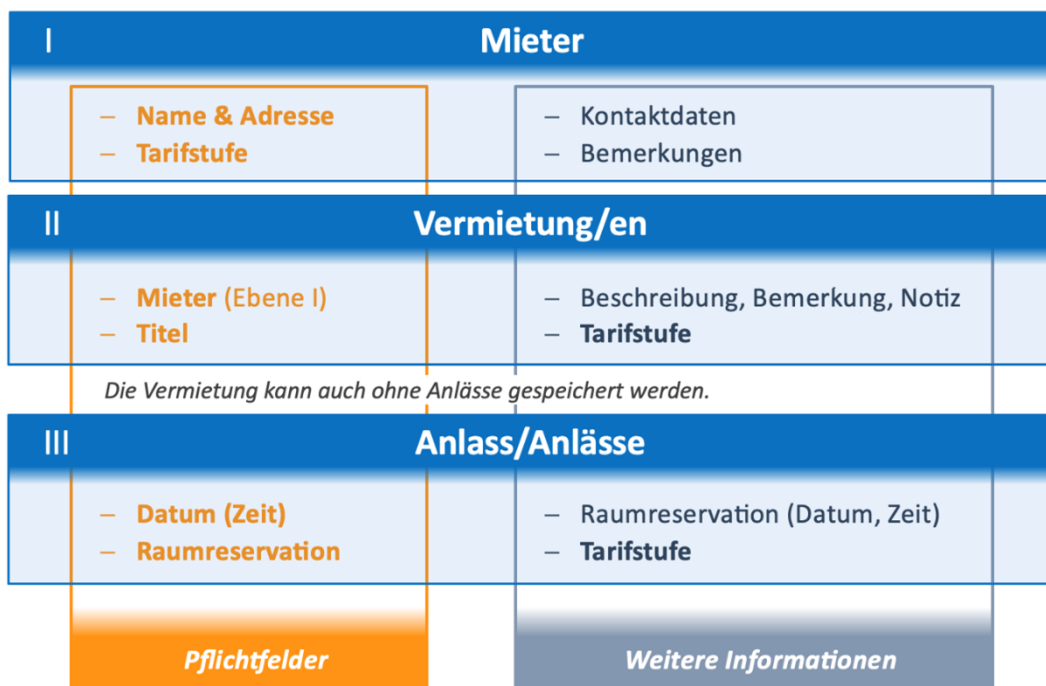 I Mieter
– Name & Adresse
– Tarifstufe
– Kontaktdaten
– Bemerkungen
II Vermietung/en
– Mieter (Ebene I)
– Titel
– Beschreibung, Bemerkung, Notiz
– Tarifstufe
Die Vermietung kann auch ohne Anlässe gespeichert werden.
III Anlass/Anlässe
– Datum (Zeit)
– Raumreservation
– Raumreservation (Datum, Zeit)
– Tarifstufe
Pflichtfelder
Weitere Informationen